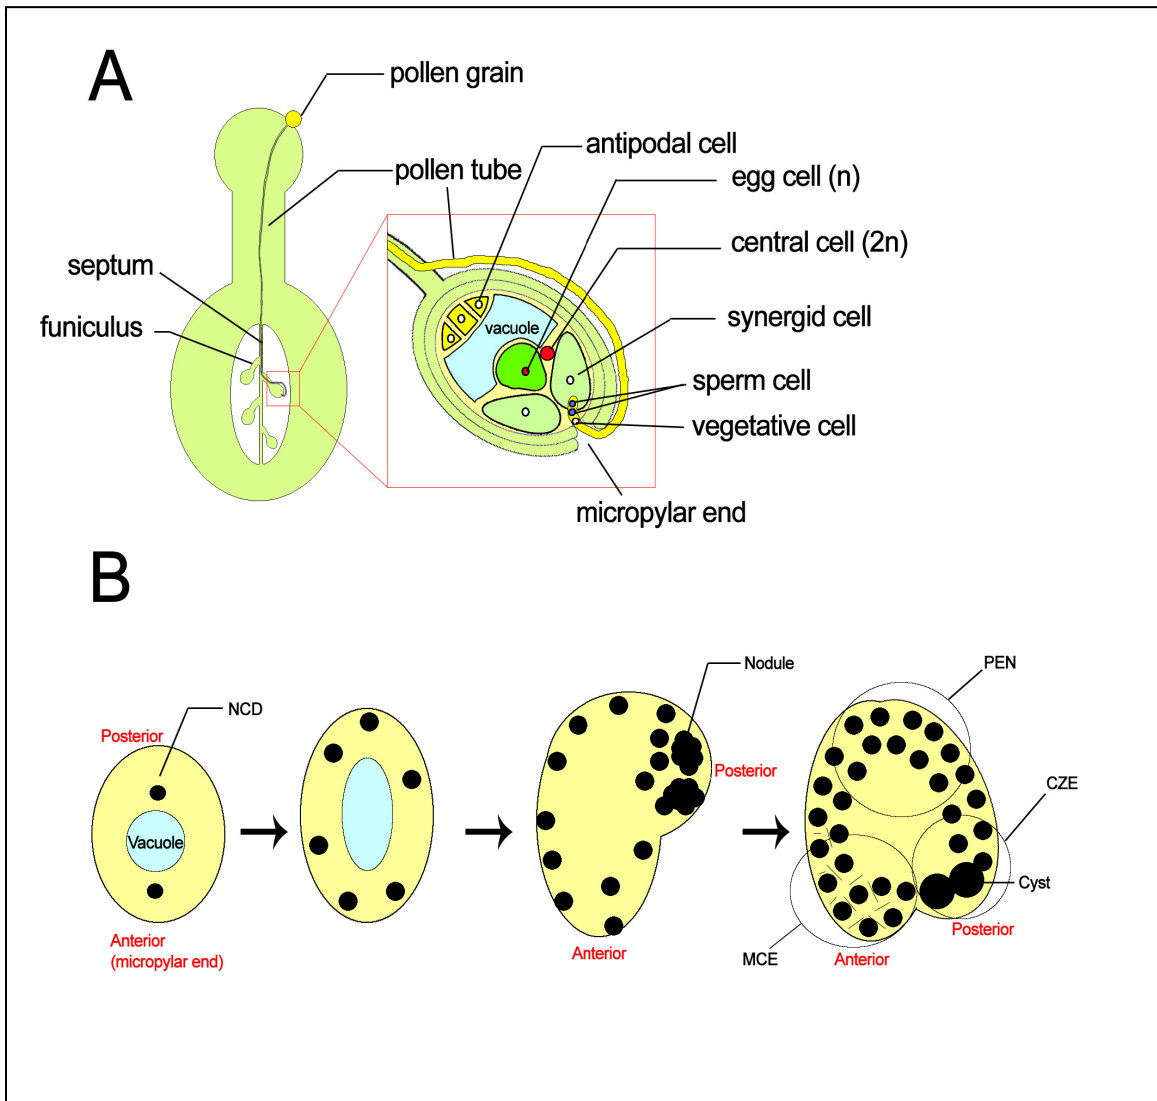 A
pollen grain
antipodal cell
pollen tube
egg cell (n)
central cell (2n)
septum
funiculus
vacuole
synergid cell
sperm cell
vegetative cell
micropylar end
B
Nodule
PEN
NCD
Posterior
Posterior
CZE
Vacuole
Cyst
Anterior
(micropylar end)
Anterior
MCE
Anterior
Posterior